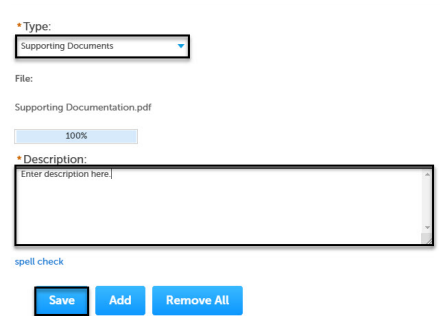 *Type:
Supporting Documents
File:
Supporting Documentation.pdf
100%
*Description:
Enter description here.
spell check
Save Add Remove All